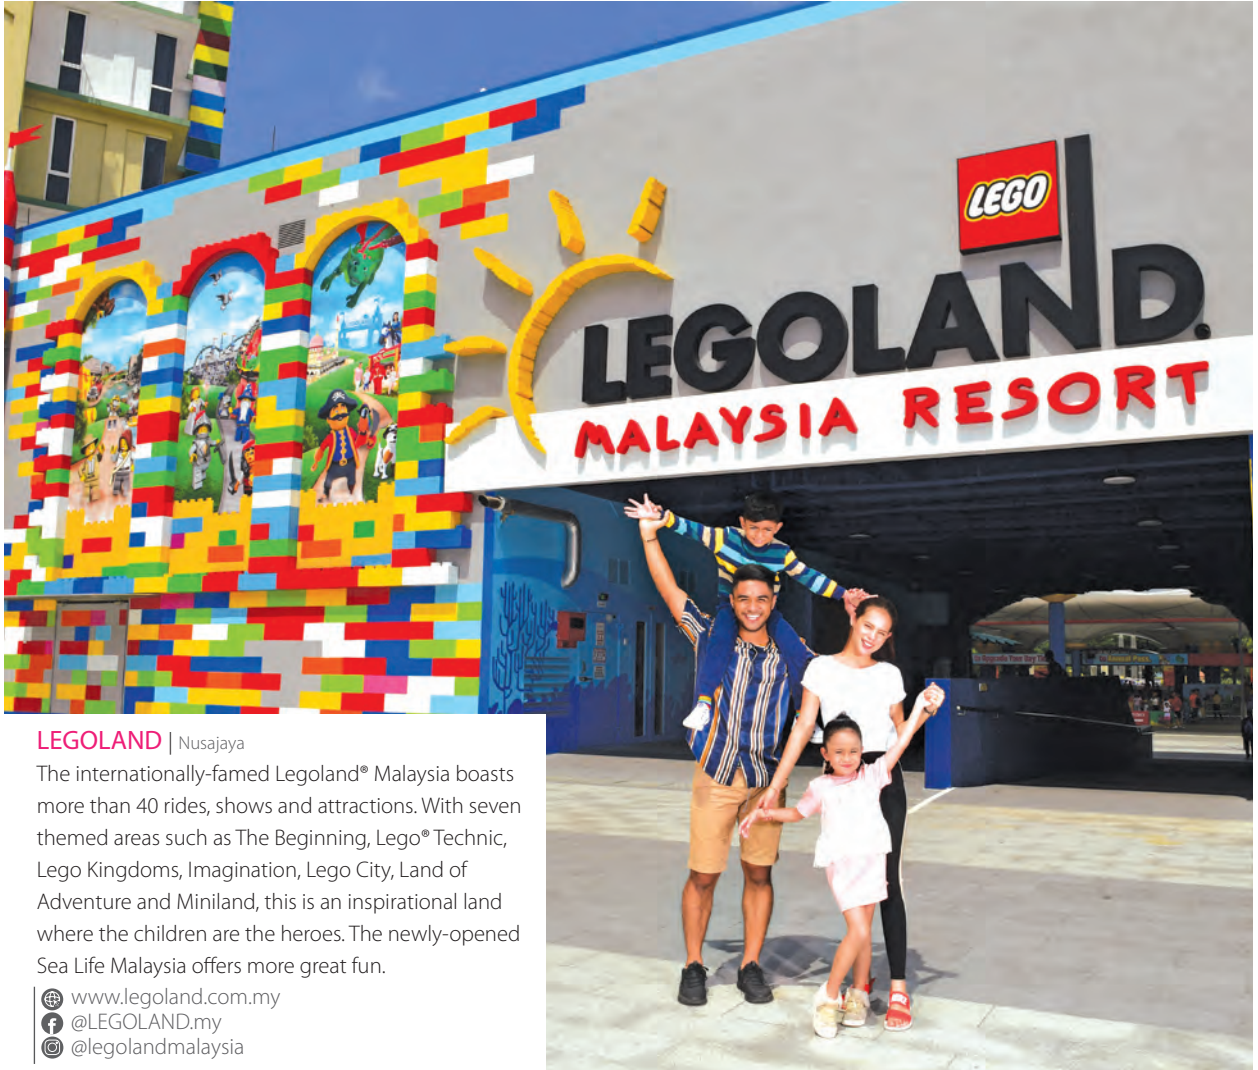 LEGO
LEGOLAND.
MALAYSIA RESORT
LEGOLAND | Nusajaya
The internationally-famed Legoland® Malaysia boasts
more than 40 rides, shows and attractions. With seven
themed areas such as The Beginning, Lego® Technic,
Lego Kingdoms, Imagination, Lego City, Land of
Adventure and Miniland, this is an inspirational land
where the children are the heroes. The newly-opened
Sea Life Malaysia offers more great fun.
www.legoland.com.my
@LEGOLAND.my
@legolandmalaysia